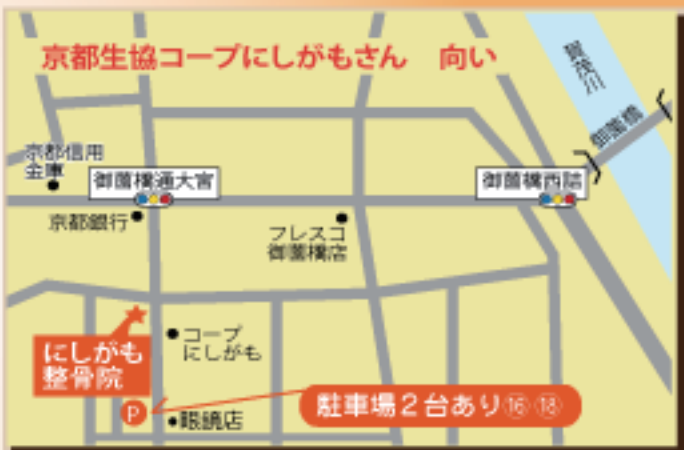 京都生協コープにしがもさん 向い
賀茂川
御薗橋
京都信用
金庫
御薗橋通大宮
御薗橋西詰
京都銀行
フレスコ
御薗橋店
コープ
にしがも
にしがも
整骨院
P
駐車場2台あり⑯⑱
眼鏡店